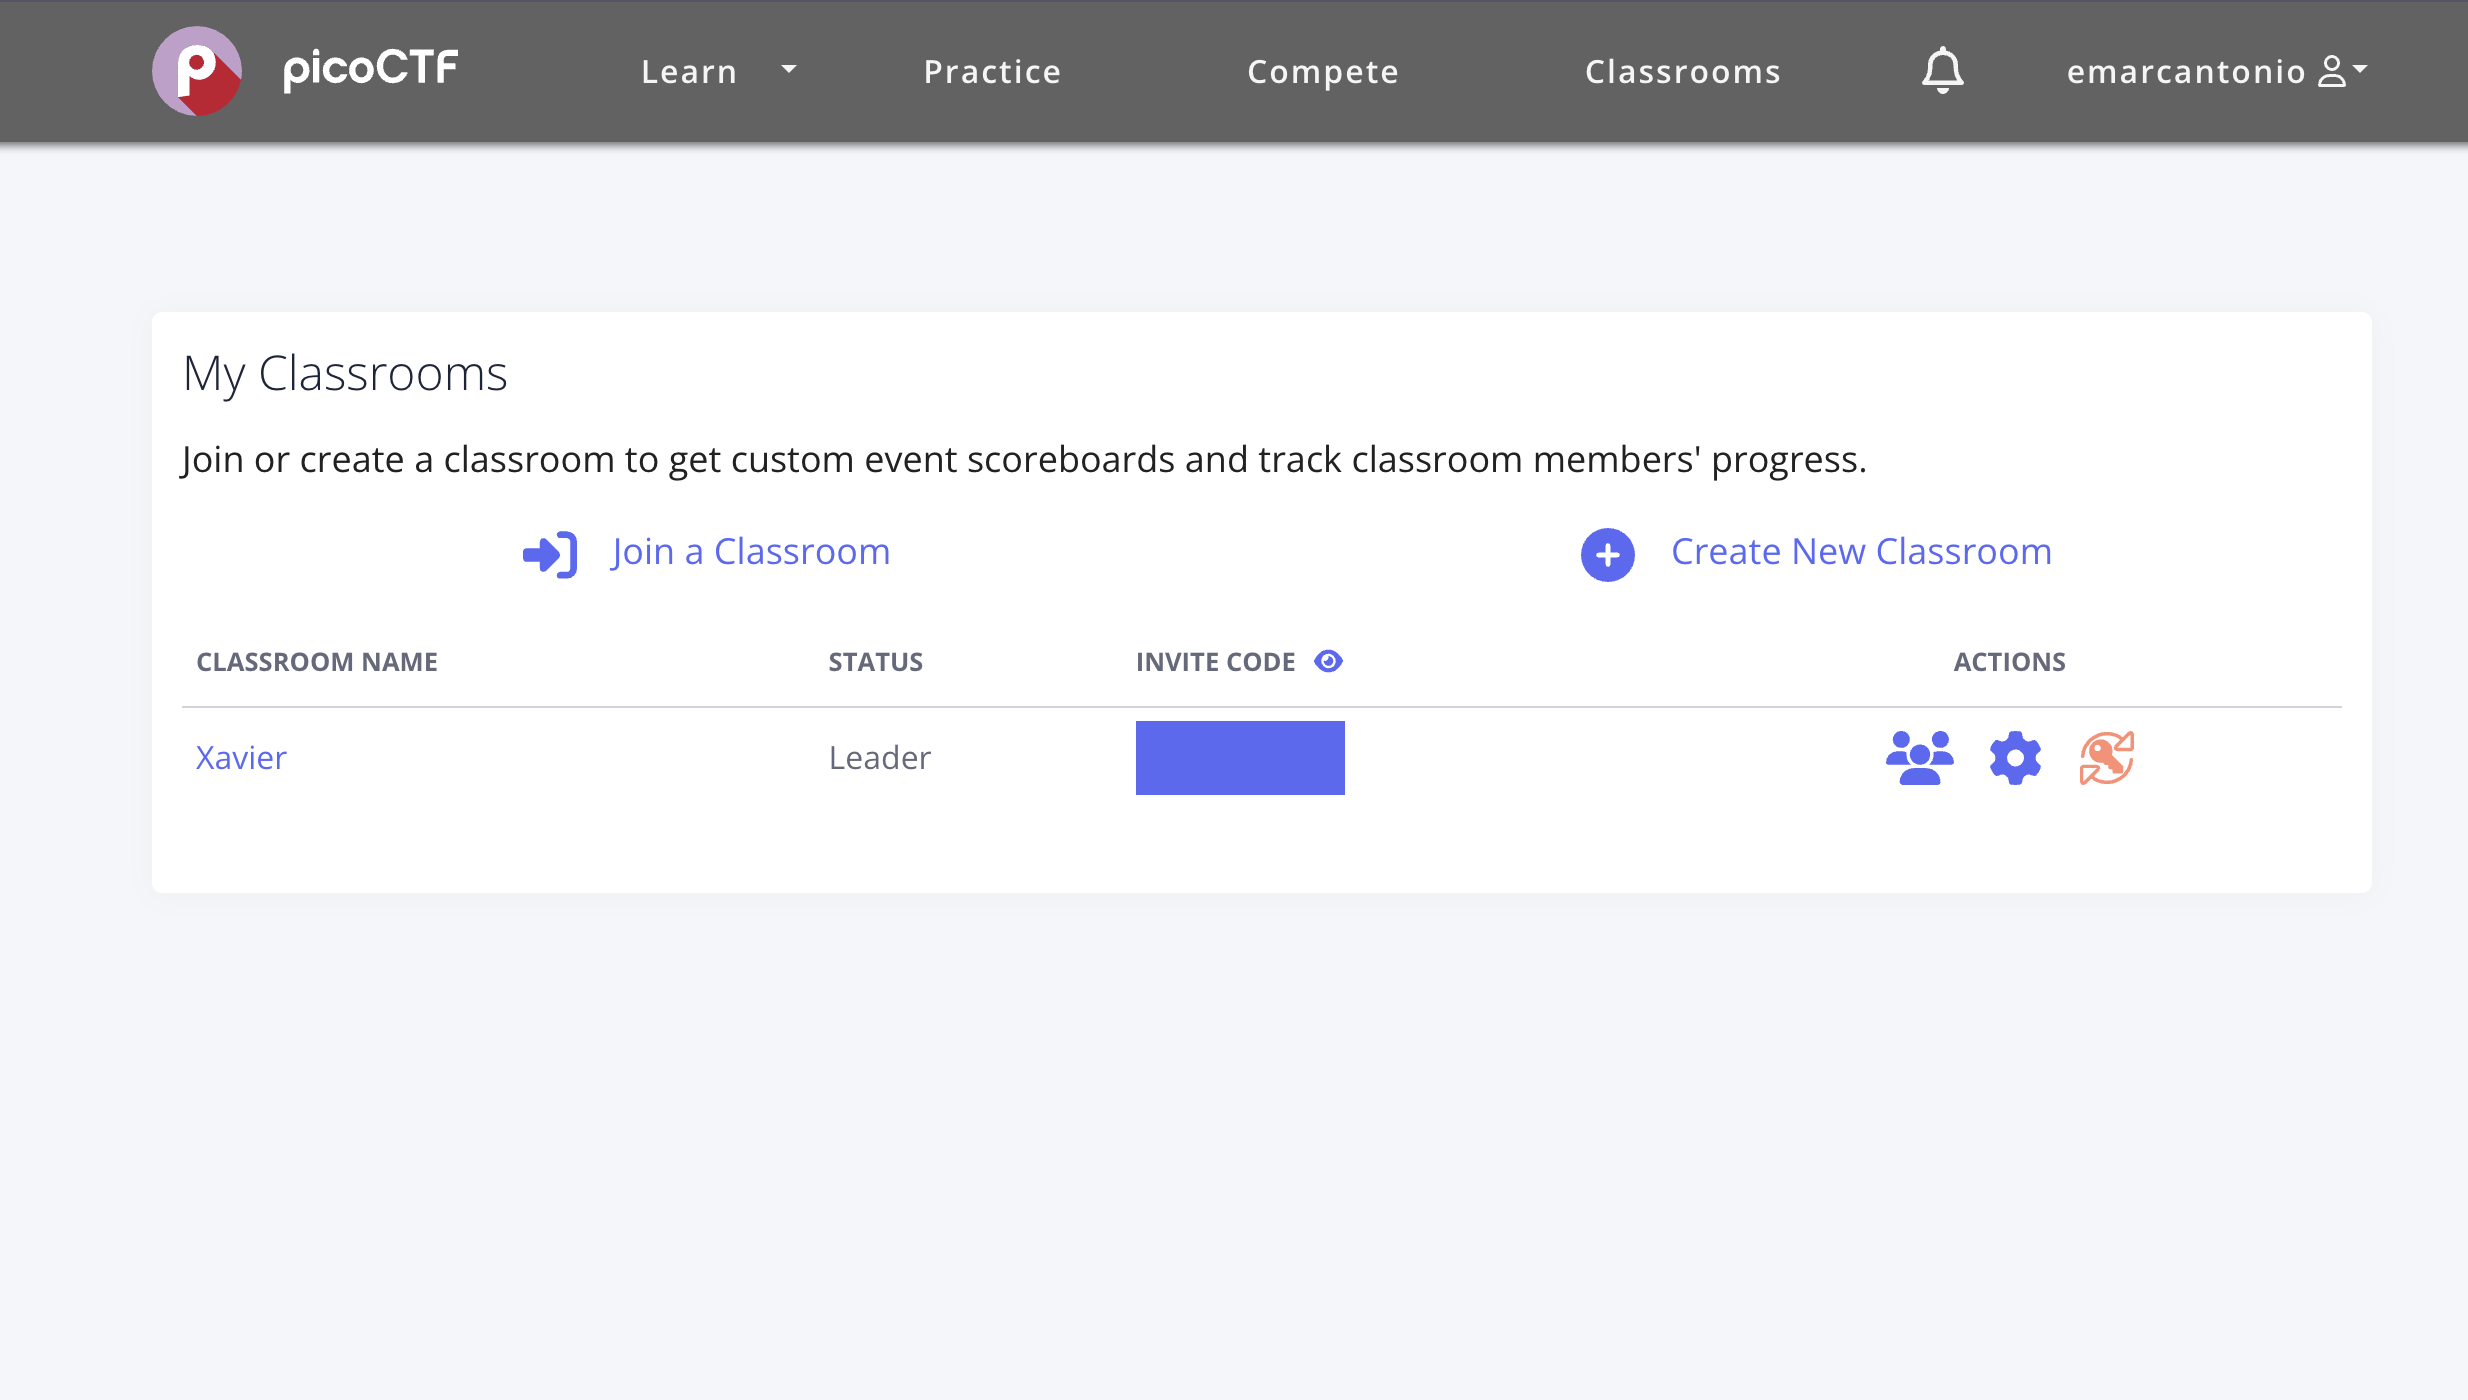 picoCTF Learn Practice Compete Classrooms emarcantonio
My Classrooms
Join or create a classroom to get custom event scoreboards and track classroom members' progress.
Join a Classroom Create New Classroom
CLASSROOM NAME STATUS INVITE CODE ACTIONS
Xavier Leader